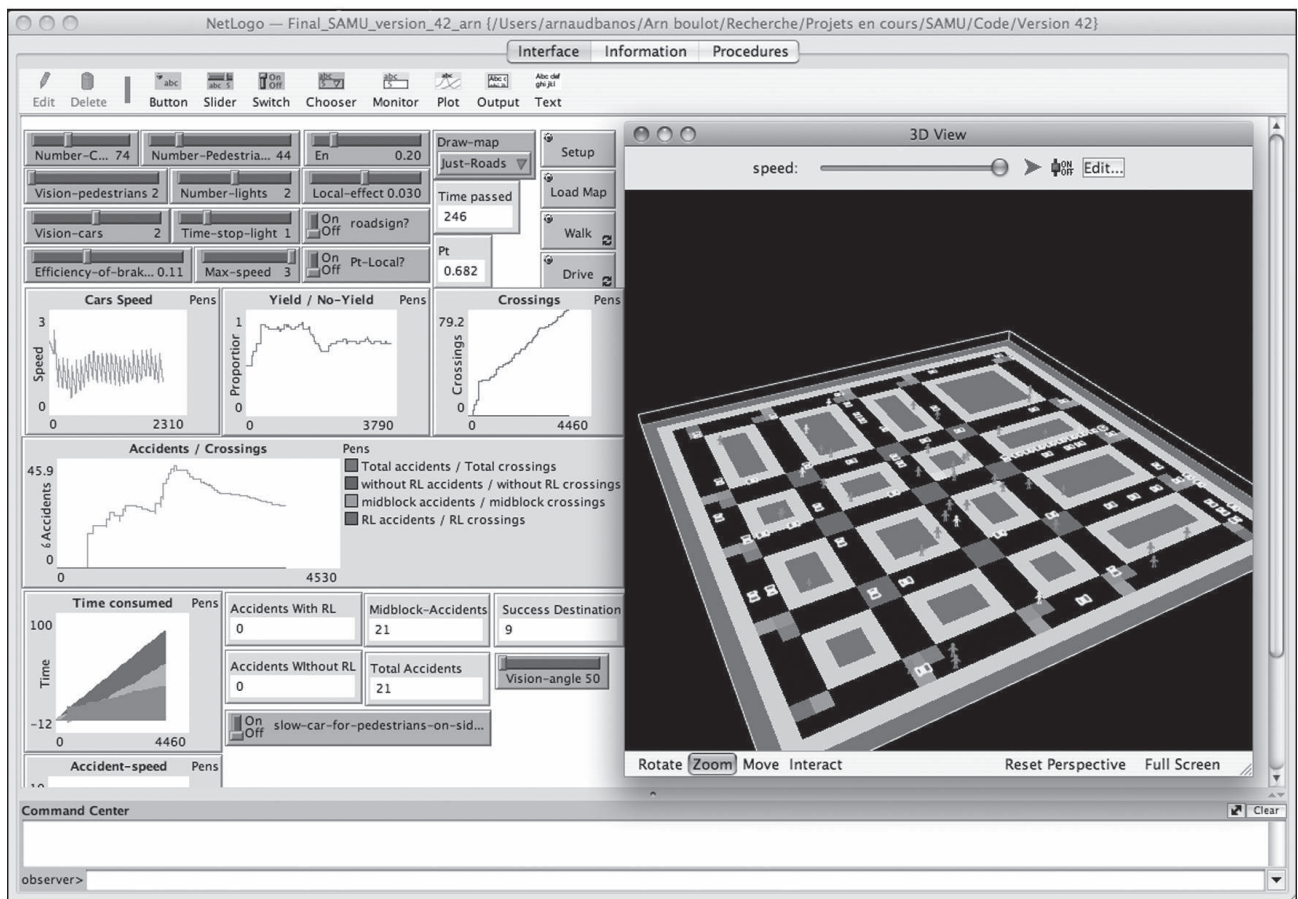 NetLogo — Final_SAMU_version_42_arn {/Users/arnaudbanos/Arn boulot/Recherche/Projets en cours/SAMU/Code/Version 42}
Interface Information Procedures
Edit Delete Button Slider Switch Chooser Monitor Plot Output Text
Number-C... 74
Number-Pedestria... 44
En 0.20
Draw-map
Just-Roads
Setup
Vision-pedestrians 2
Number-lights 2
Local-effect 0.030
Time passed
246
Load Map
Vision-cars 2
Time-stop-light 1
On
Off
roadsign?
Walk
Efficiency-of-brak... 0.11
Max-speed 3
On
Off
Pt-Local?
Pt
0.682
Drive
Cars Speed Pens
3
Speed
0
0 2310
Yield / No-Yield Pens
1
Proportion
0
0 3790
Crossings Pens
79.2
Crossings
0
0 4460
Accidents / Crossings Pens
45.9
Accidents
0
0 4530
Total accidents / Total crossings
without RL accidents / without RL crossings
midblock accidents / midblock crossings
RL accidents / RL crossings
Time consumed Pens
100
Time
-12
0 4460
Accidents With RL
0
Midblock-Accidents
21
Success Destination
9
Accidents WIthout RL
0
Total Accidents
21
Vision-angle 50
On
Off
slow-car-for-pedestrians-on-sid...
Accident-speed Pens
3D View
speed:
ON
OFF
Edit...
Rotate Zoom Move Interact Reset Perspective Full Screen
Command Center
Clear
observer>